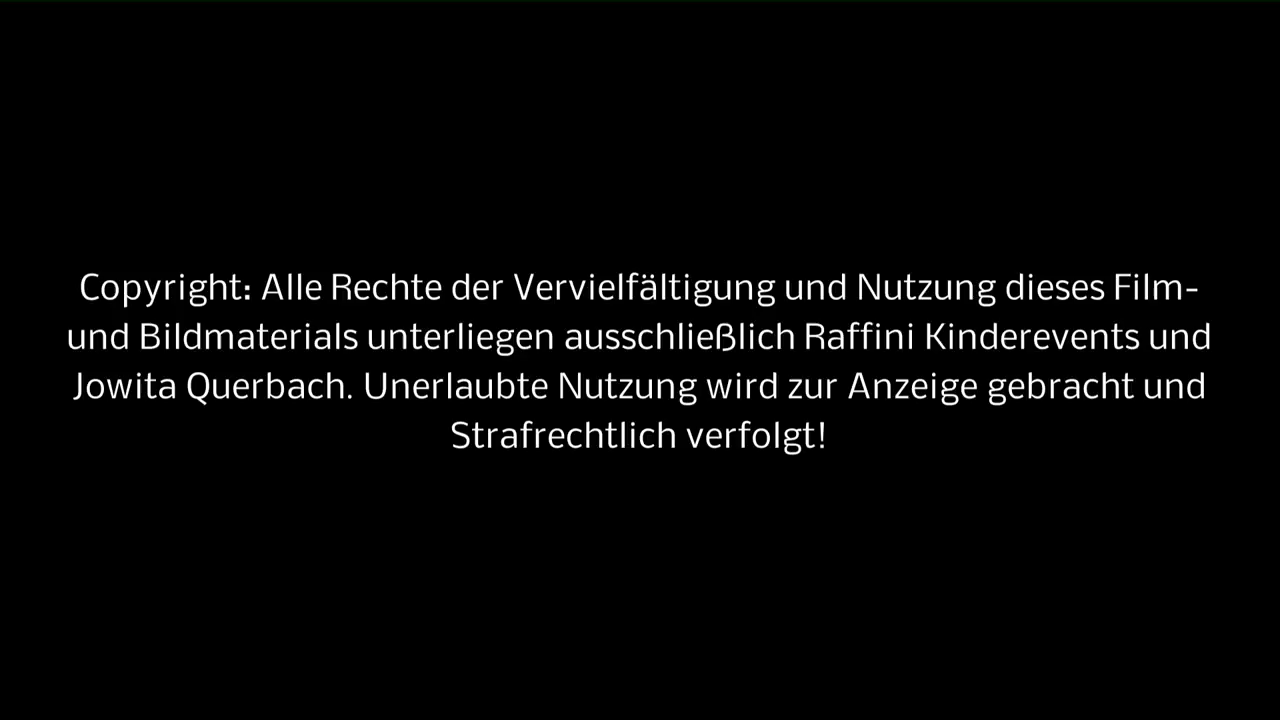 Copyright: Alle Rechte der Vervielfältigung und Nutzung dieses Film-
und Bildmaterials unterliegen ausschließlich Raffini Kinderevents und
Jowita Querbach. Unerlaubte Nutzung wird zur Anzeige gebracht und
Strafrechtlich verfolgt!